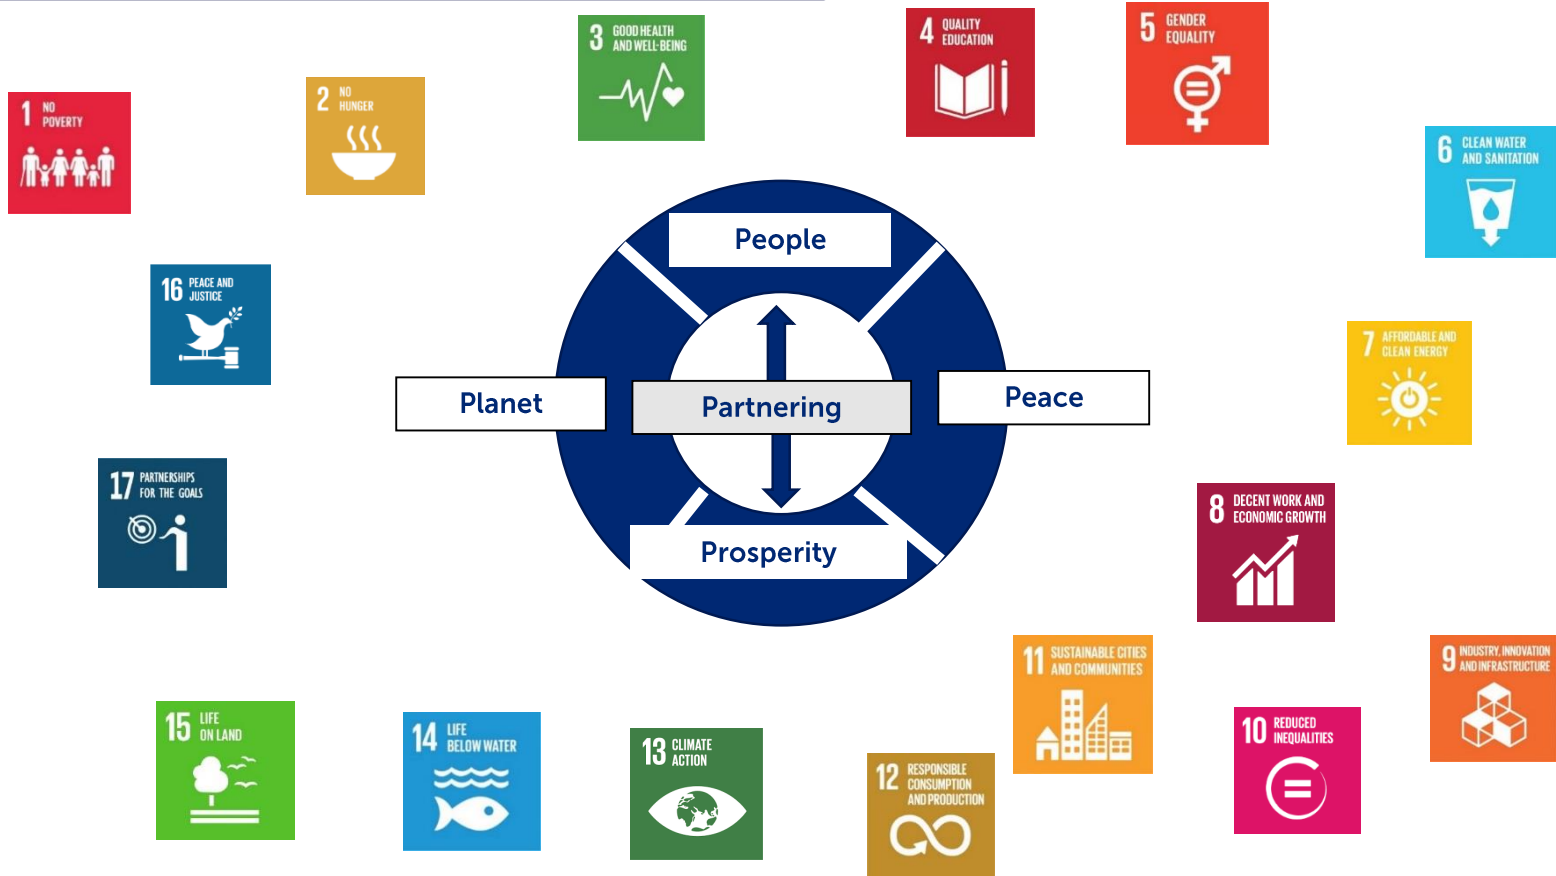 1 NO
POVERTY
2 NO
HUNGER
3 GOOD HEALTH
AND WELL-BEING
4 QUALITY
EDUCATION
5 GENDER
EQUALITY
6 CLEAN WATER
AND SANITATION
People
16 PEACE AND
JUSTICE
7 AFFORDABLE AND
CLEAN ENERGY
Planet
Partnering
Peace
17 PARTNERSHIPS
FOR THE GOALS
8 DECENT WORK AND
ECONOMIC GROWTH
Prosperity
11 SUSTAINABLE CITIES
AND COMMUNITIES
9 INDUSTRY, INNOVATION
AND INFRASTRUCTURE
15 LIFE
ON LAND
14 LIFE
BELOW WATER
13 CLIMATE
ACTION
12 RESPONSIBLE
CONSUMPTION
AND PRODUCTION
10 REDUCED
INEQUALITIES